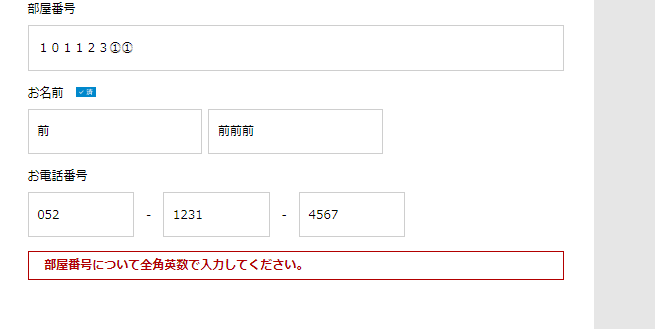 部屋番号
１０１１２３①①
お名前 ✓ 済
前 前前前
お電話番号
052 - 1231 - 4567
部屋番号について全角英数で入力してください。